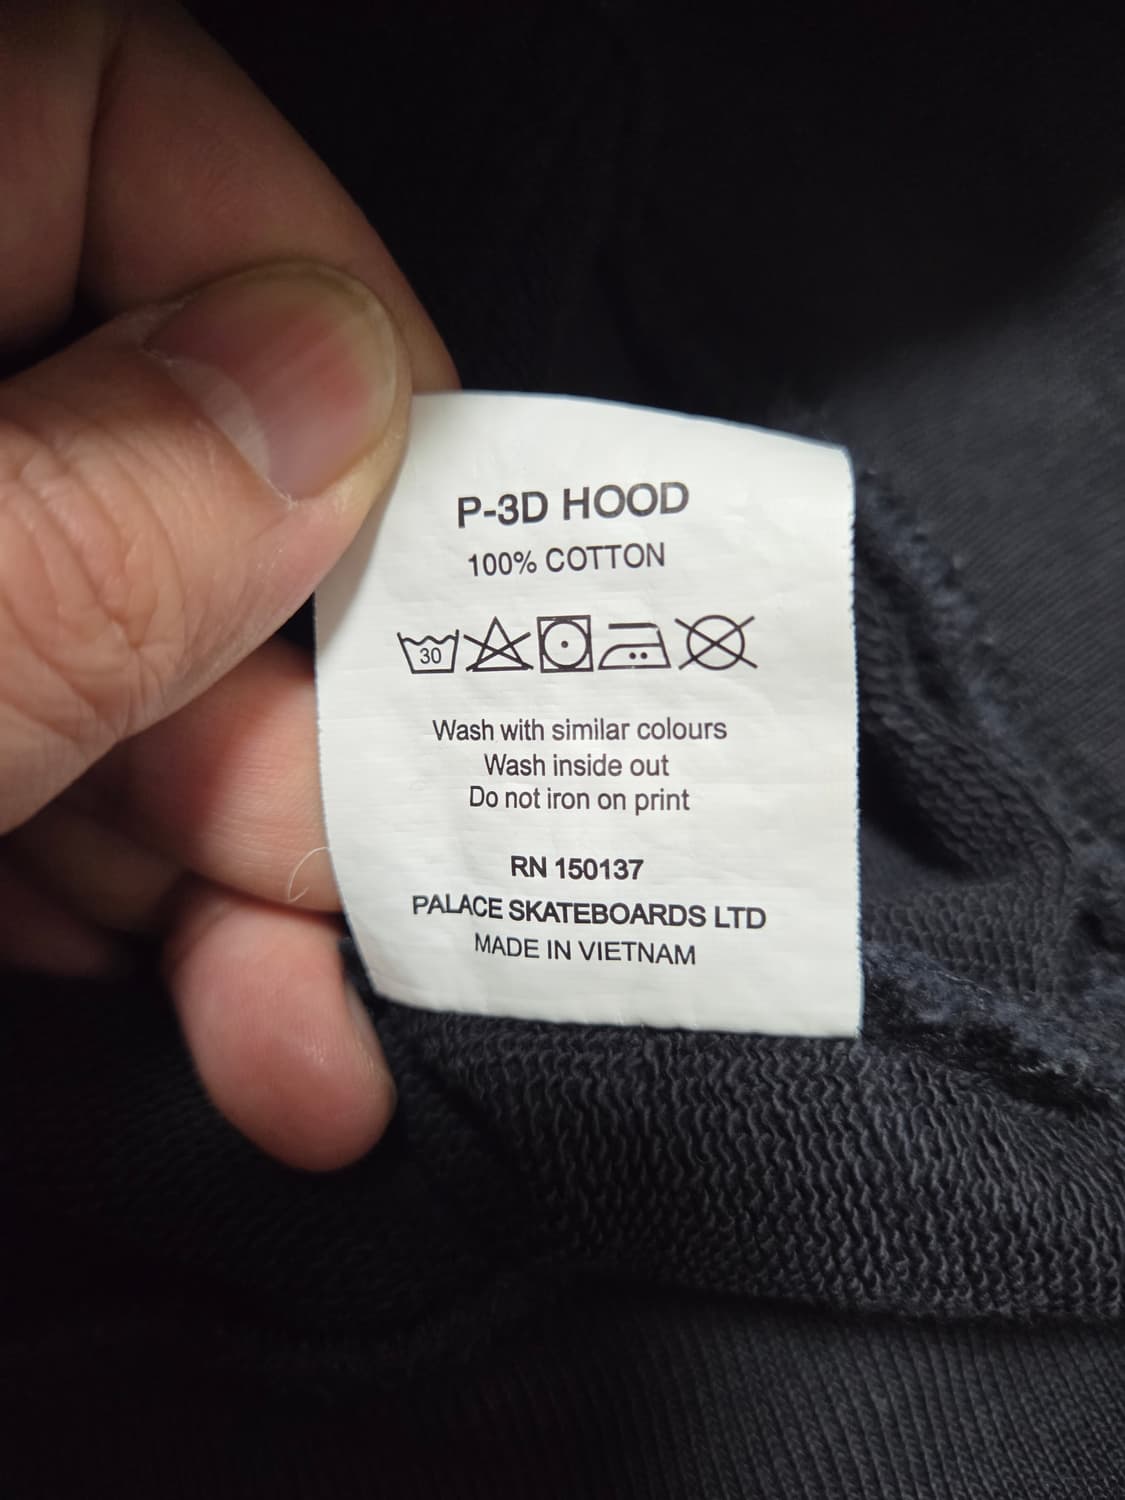 P-3D HOOD
100% COTTON
30
Wash with similar colours
Wash inside out
Do not iron on print
RN 150137
PALACE SKATEBOARDS LTD
MADE IN VIETNAM